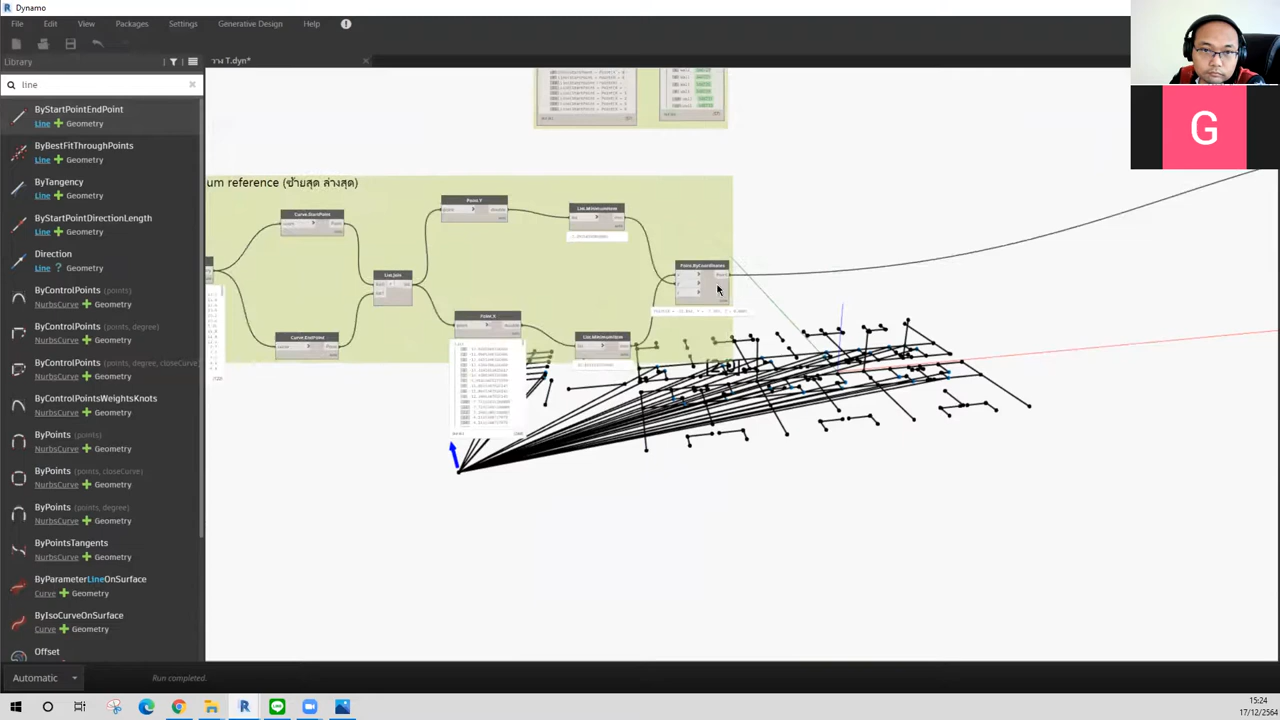 Dynamo
File Edit View Packages Settings Generative Design Help
Library
วาง T.dyn*
line
ByStartPointEndPoint
Line + Geometry
ByBestFitThroughPoints
Line + Geometry
ByTangency
Line + Geometry
ByStartPointDirectionLength
Line + Geometry
Direction
Line ? Geometry
ByControlPoints (points)
NurbsCurve + Geometry
ByControlPoints (points, degree)
NurbsCurve + Geometry
ByControlPoints (points, degree, closeCurve)
NurbsCurve + Geometry
ByControlPointsWeightsKnots
NurbsCurve + Geometry
ByPoints (points)
NurbsCurve + Geometry
ByPoints (points, closeCurve)
NurbsCurve + Geometry
ByPoints (points, degree)
NurbsCurve + Geometry
ByPointsTangents
NurbsCurve + Geometry
ByParameterLineOnSurface
Curve + Geometry
ByIsoCurveOnSurface
Curve + Geometry
Offset
um reference (ซ้ายสุด ล่างสุด)
Curve.StartPoint
Point.Y
List.MinimumItem
List.Join
Point.ByCoordinates
Curve.EndPoint
Point.X
List.MinimumItem
G
Automatic
Run completed.
15:24
17/12/2564